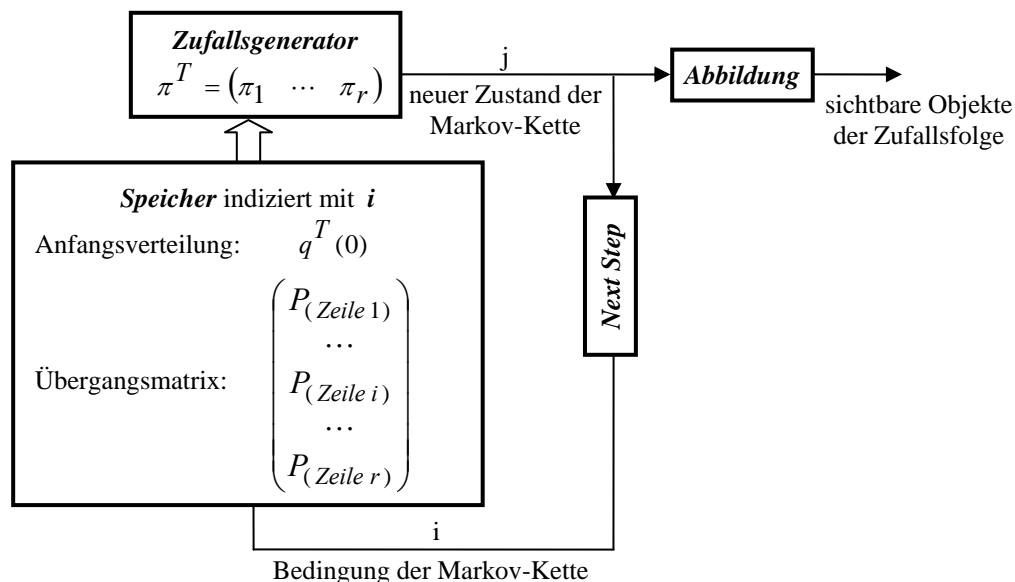 Zufallsgenerator
π^T = (π_1 ⋯ π_r)
j
neuer Zustand der
Markov-Kette
Abbildung
sichtbare Objekte
der Zufallsfolge
Speicher indiziert mit i
Anfangsverteilung: q^T (0)
Übergangsmatrix:
P_(Zeile 1)
⋯
P_(Zeile i)
⋯
P_(Zeile r)
Next Step
i
Bedingung der Markov-Kette